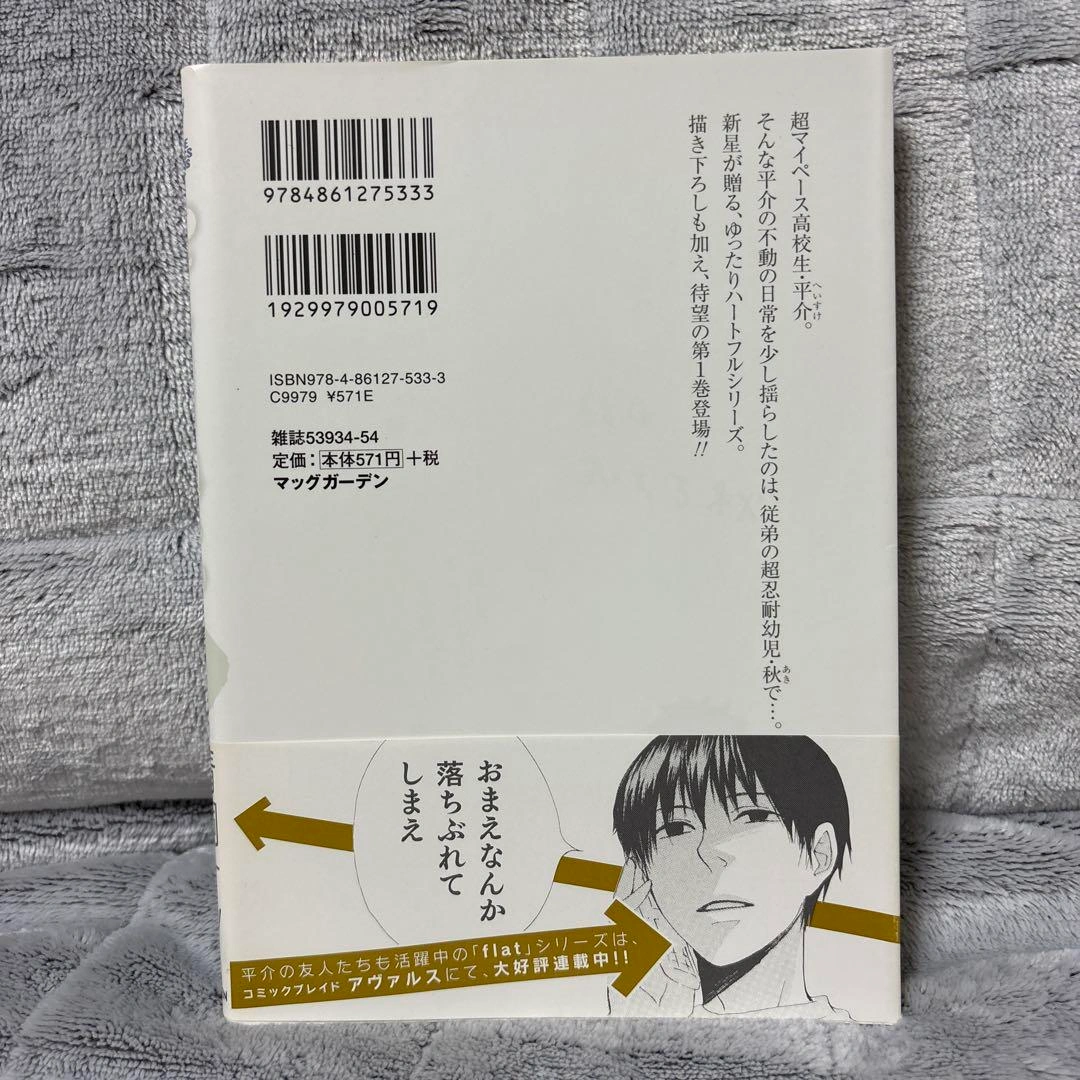 9784861275333
1929979005719
ISBN978-4-86127-533-3
C9979 ¥571E
雑誌53934-54
定価:本体571円+税
マッグガーデン
超マイペース高校生・平介。
へいすけ
そんな平介の不動の日常を少し揺らしたのは、従弟の超忍耐幼児・秋で…。
あき
新星が贈る、ゆったりハートフルシリーズ。
描き下ろしも加え、待望の第1巻登場!!
おまえなんか
落ちぶれて
しまえ
平介の友人たちも活躍中の「flat」シリーズは、
コミックブレイド アヴァルスにて、大好評連載中!!